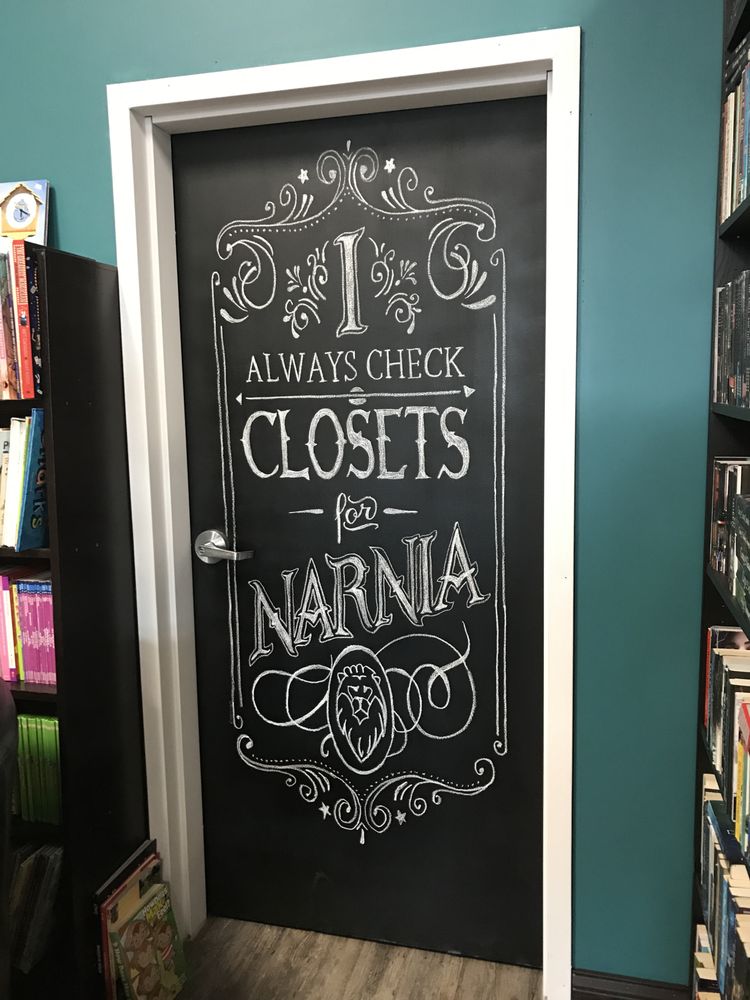 I
ALWAYS CHECK
CLOSETS
for
NARNIA